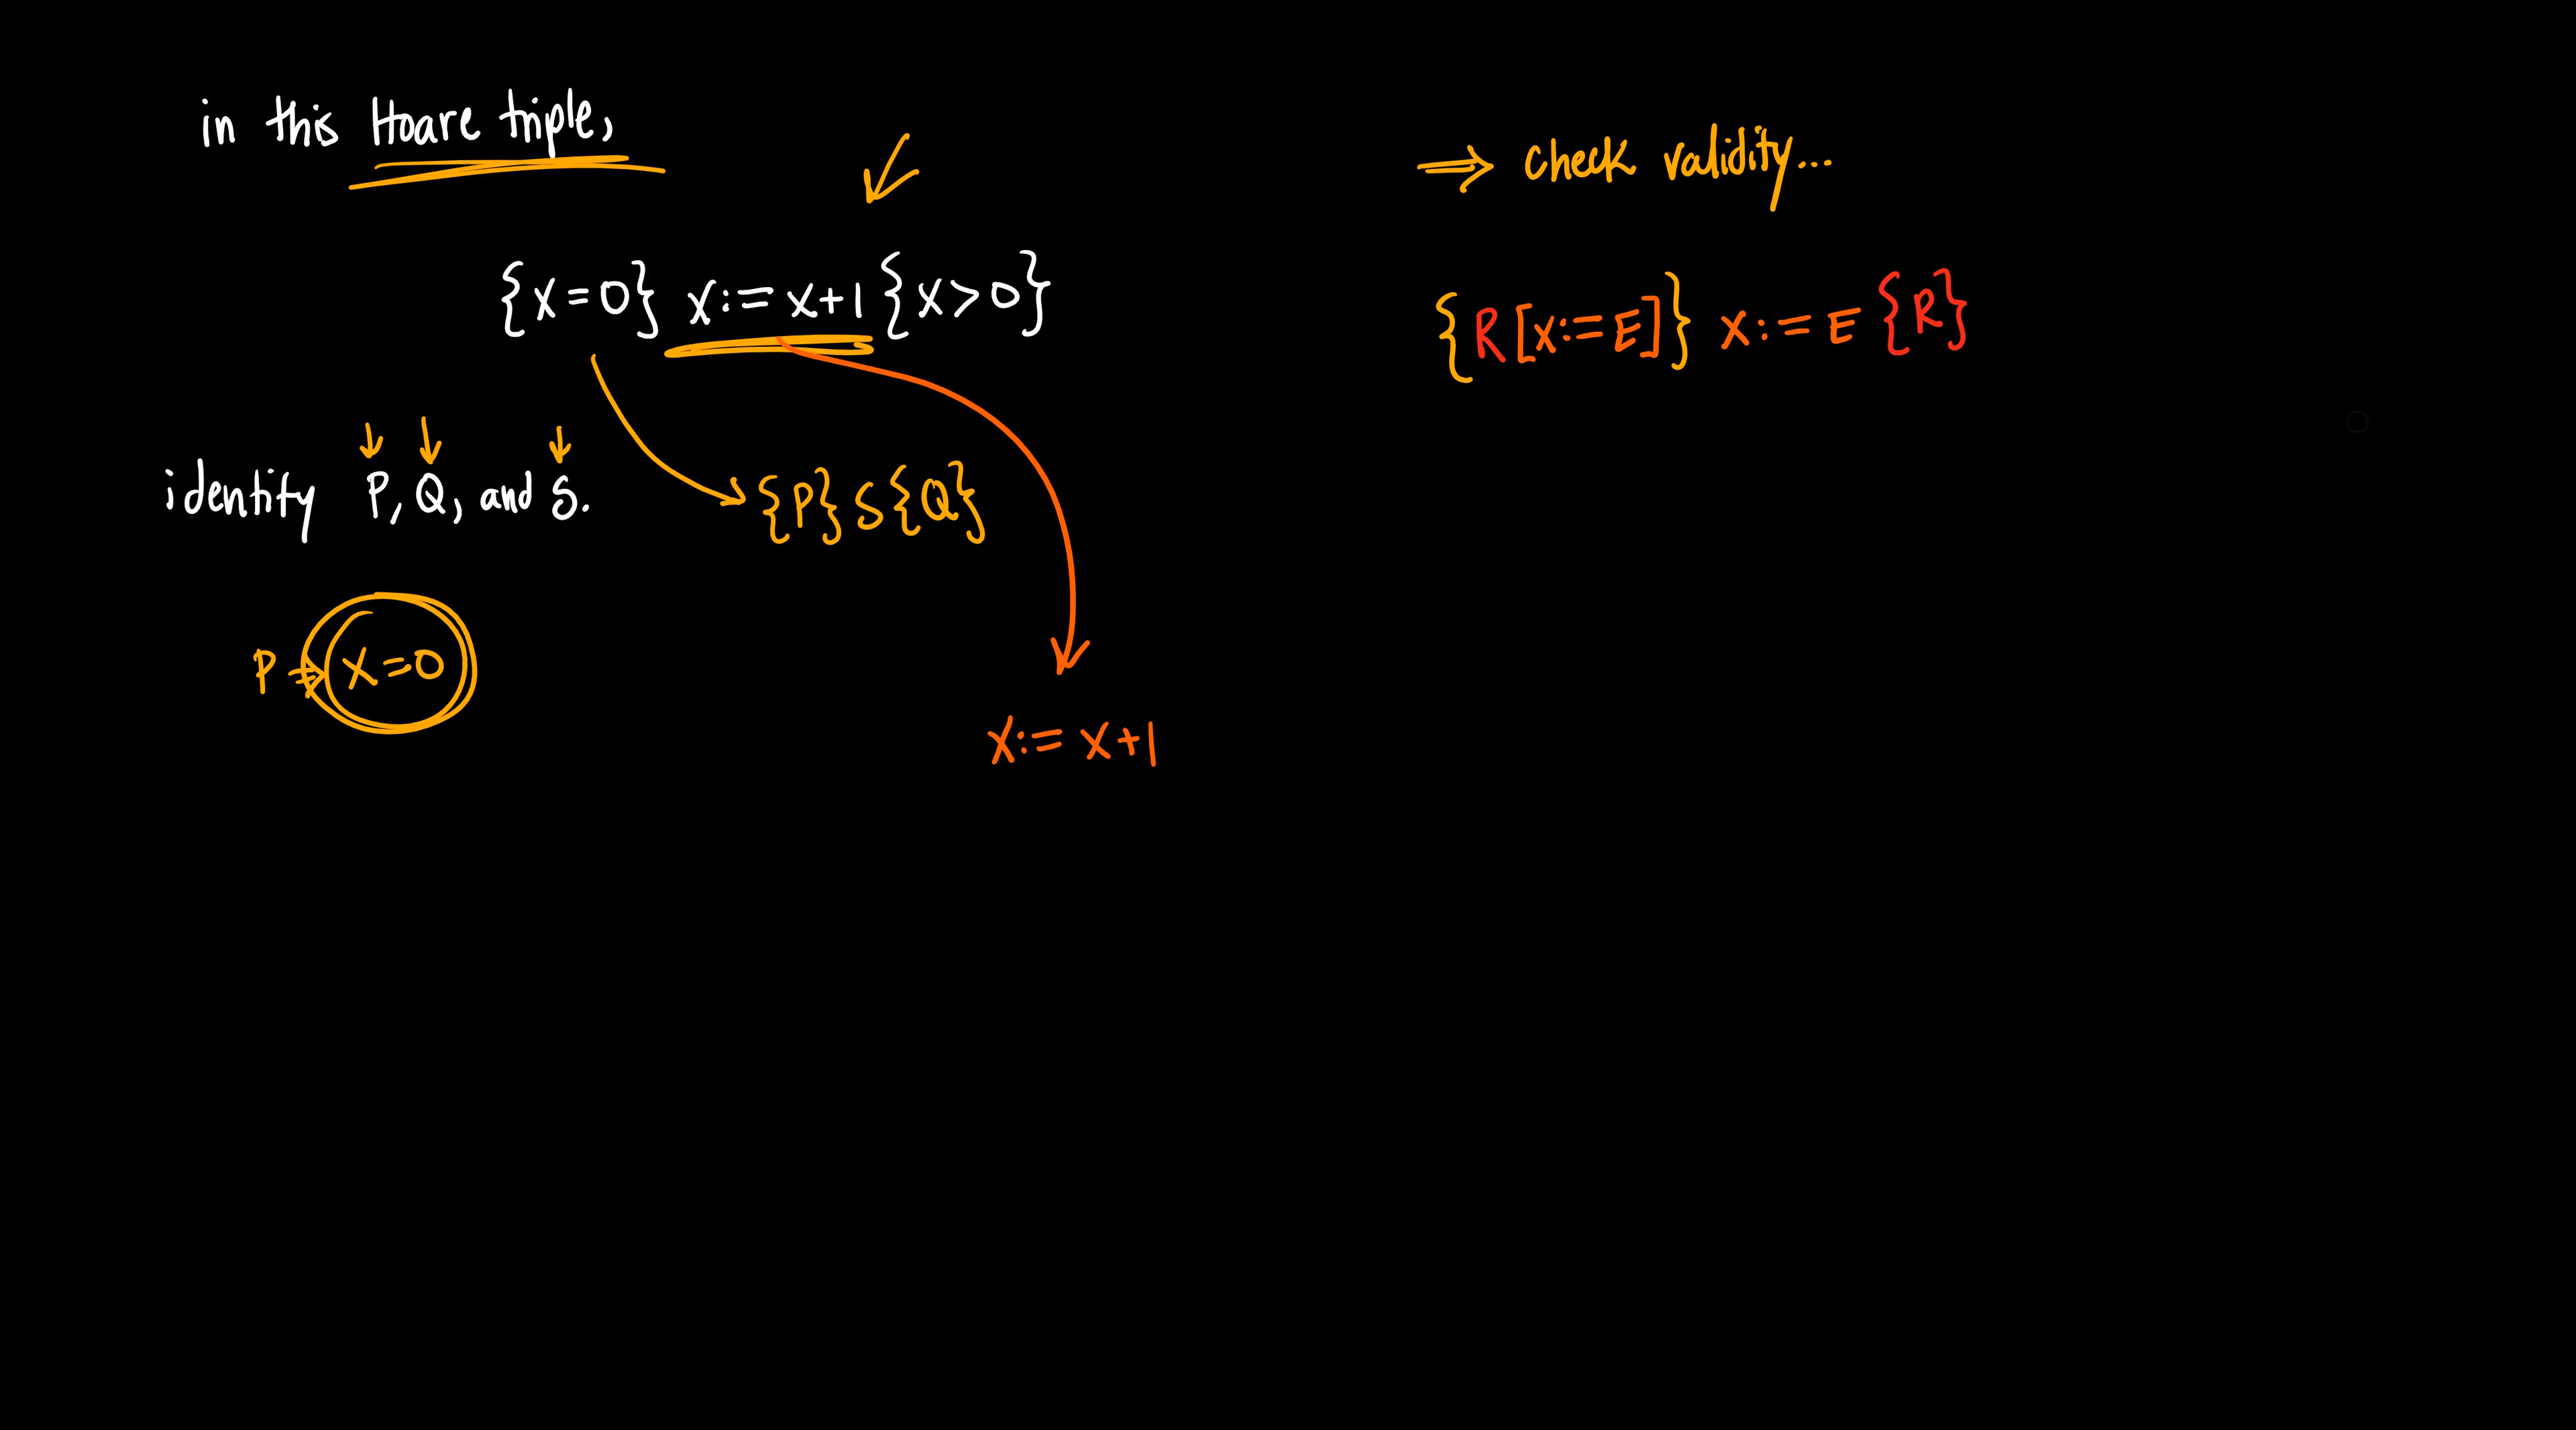 in this Hoare triple,
{x=0} x:= x+1 {x>0}
identify P, Q, and S.
{P} S {Q}
P ⇒ x=0
x:= x+1
⇒ check validity...
{R[x:=E]} x:= E {R}